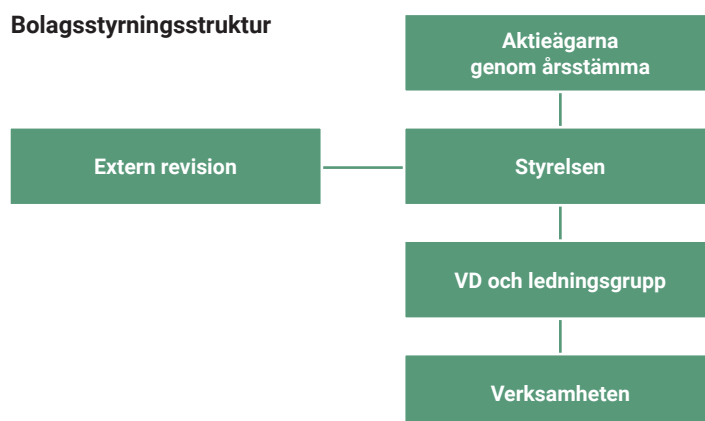 Bolagsstyrningsstruktur
Aktieägarna
genom årsstämma
Extern revision
Styrelsen
VD och ledningsgrupp
Verksamheten